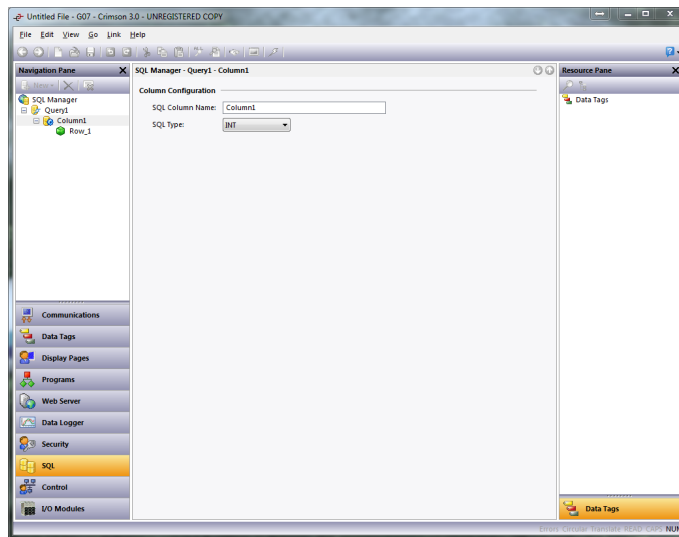 Untitled File - G07 - Crimson 3.0 - UNREGISTERED COPY
File Edit View Go Link Help
Navigation Pane X
SQL Manager - Query1 - Column1
Resource Pane X
New
SQL Manager
Query1
Column1
Row_1
Column Configuration
SQL Column Name: Column1
SQL Type: INT
Data Tags
Communications
Data Tags
Display Pages
Programs
Web Server
Data Logger
Security
SQL
Control
I/O Modules
Data Tags
Errors Circular Translate READ CAPS NUM